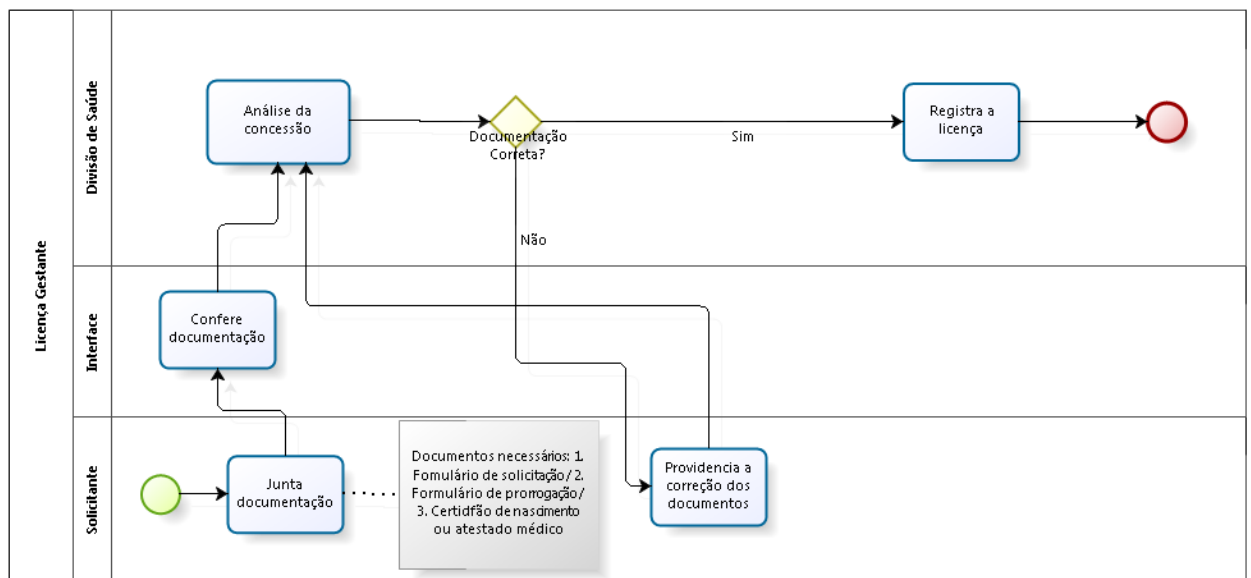 Licença Gestante
Divisão de Saúde
Análise da
concessão
Documentação
Correta?
Sim
Não
Registra a
licença
Interface
Confere
documentação
Solicitante
Junta
documentação
Documentos necessários: 1.
Fomulário de solicitação/ 2.
Formulário de prorrogação/
3. Certidfão de nascimento
ou atestado médico
Providencia a
correção dos
documentos